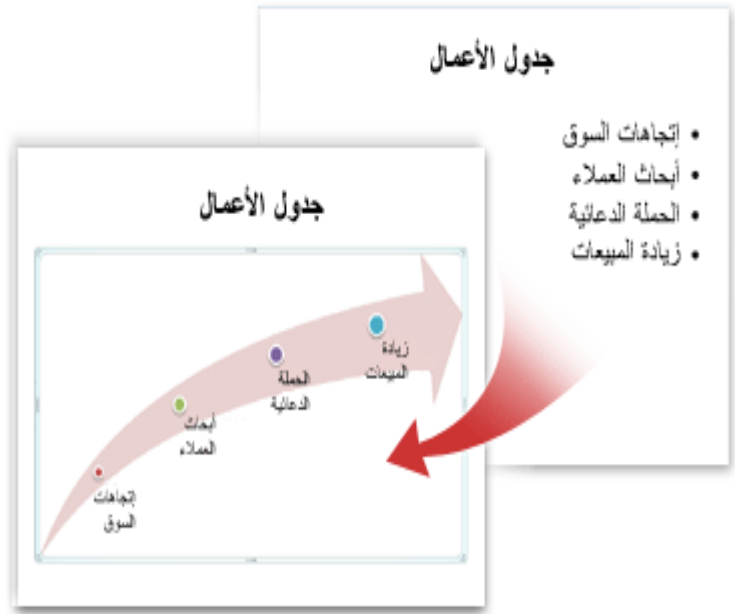 جدول الأعمال
• إتجاهات السوق
• أبحاث العملاء
• الحملة الدعائية
• زيادة المبيعات
جدول الأعمال
زيادة
المبيعات
الحملة
الدعائية
أبحاث
العملاء
إتجاهات
السوق